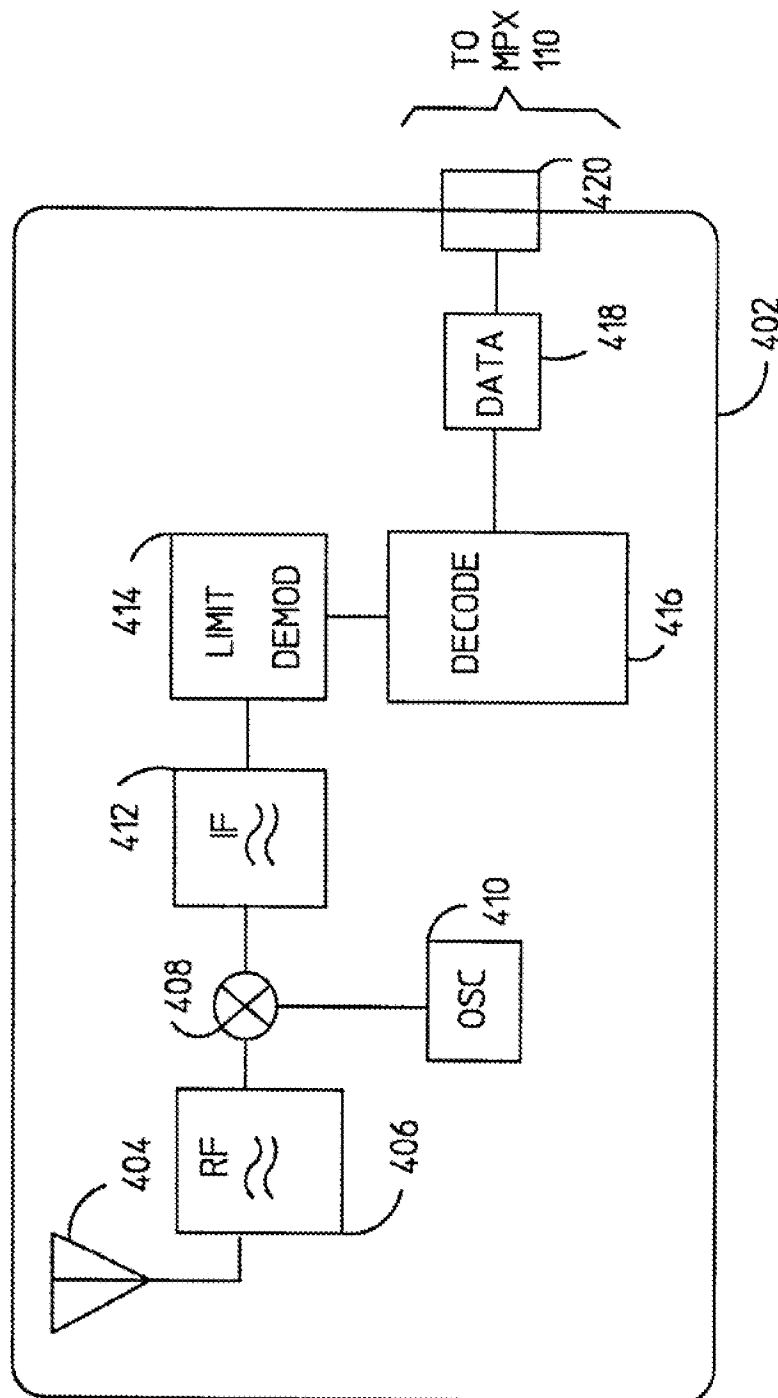 404
RF
406
408
OSC
410
IF
412
LIMIT
DEMOD
414
DECODE
416
DATA
418
420
TO
MPX
110
402